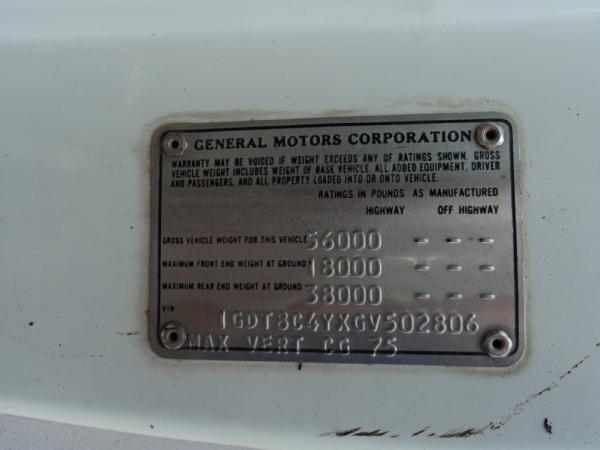 GENERAL MOTORS CORPORATION
WARRANTY MAY BE VOIDED IF WEIGHT EXCEEDS ANY OF RATINGS SHOWN. GROSS
VEHICLE WEIGHT INCLUDES WEIGHT OF BASE VEHICLE. ALL ADDED EQUIPMENT, DRIVER
AND PASSENGERS, AND ALL PROPERTY LOADED INTO OR ONTO VEHICLE.
RATINGS IN POUNDS AS MANUFACTURED
HIGHWAY OFF HIGHWAY
GROSS VEHICLE WEIGHT FOR THIS VEHICLE 56000 - - -
MAXIMUM FRONT END WEIGHT AT GROUND 18000 - - -
MAXIMUM REAR END WEIGHT AT GROUND 38000 - - -
VIN
1GDT8C4YXGV502806
MAX VERT CG 75